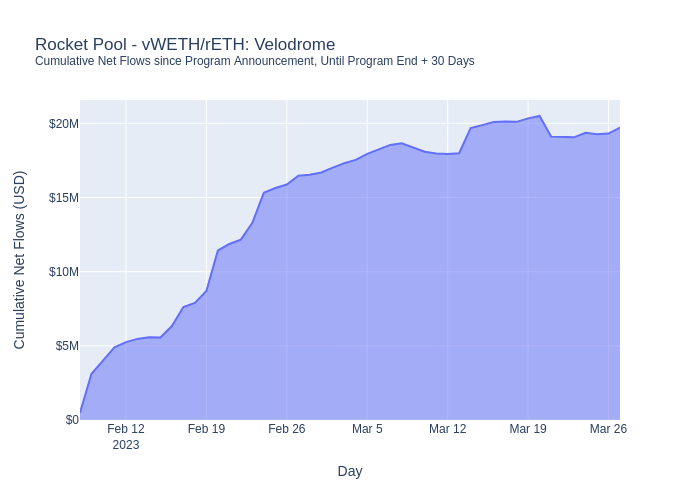 Rocket Pool - vWETH/rETH: Velodrome
Cumulative Net Flows since Program Announcement, Until Program End + 30 Days
Cumulative Net Flows (USD)
$20M
$15M
$10M
$5M
$0
Feb 12
2023
Feb 19
Feb 26
Mar 5
Mar 12
Mar 19
Mar 26
Day